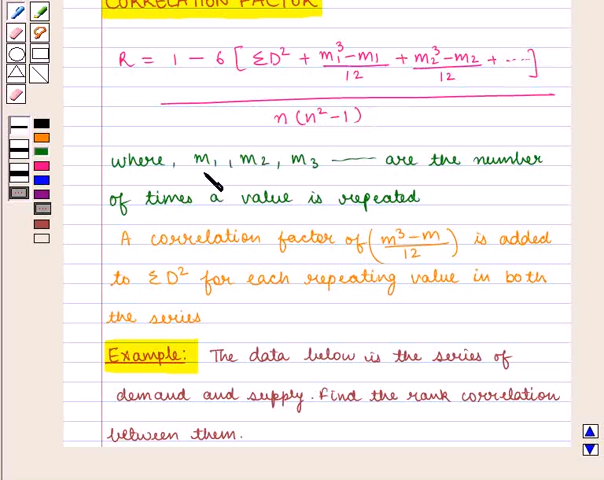 CORRELATION FACTOR
R = 1 - 6 [ ΣD² + m₁³-m₁/12 + m₂³-m₂/12 + ---- ]
n(n²-1)
where, m₁, m₂, m₃ —— are the number
of times a value is repeated
A correlation factor of (m³-m/12) is added
to ΣD² for each repeating value in both
the series
Example: The data below is the series of
demand and supply. Find the rank correlation
between them.